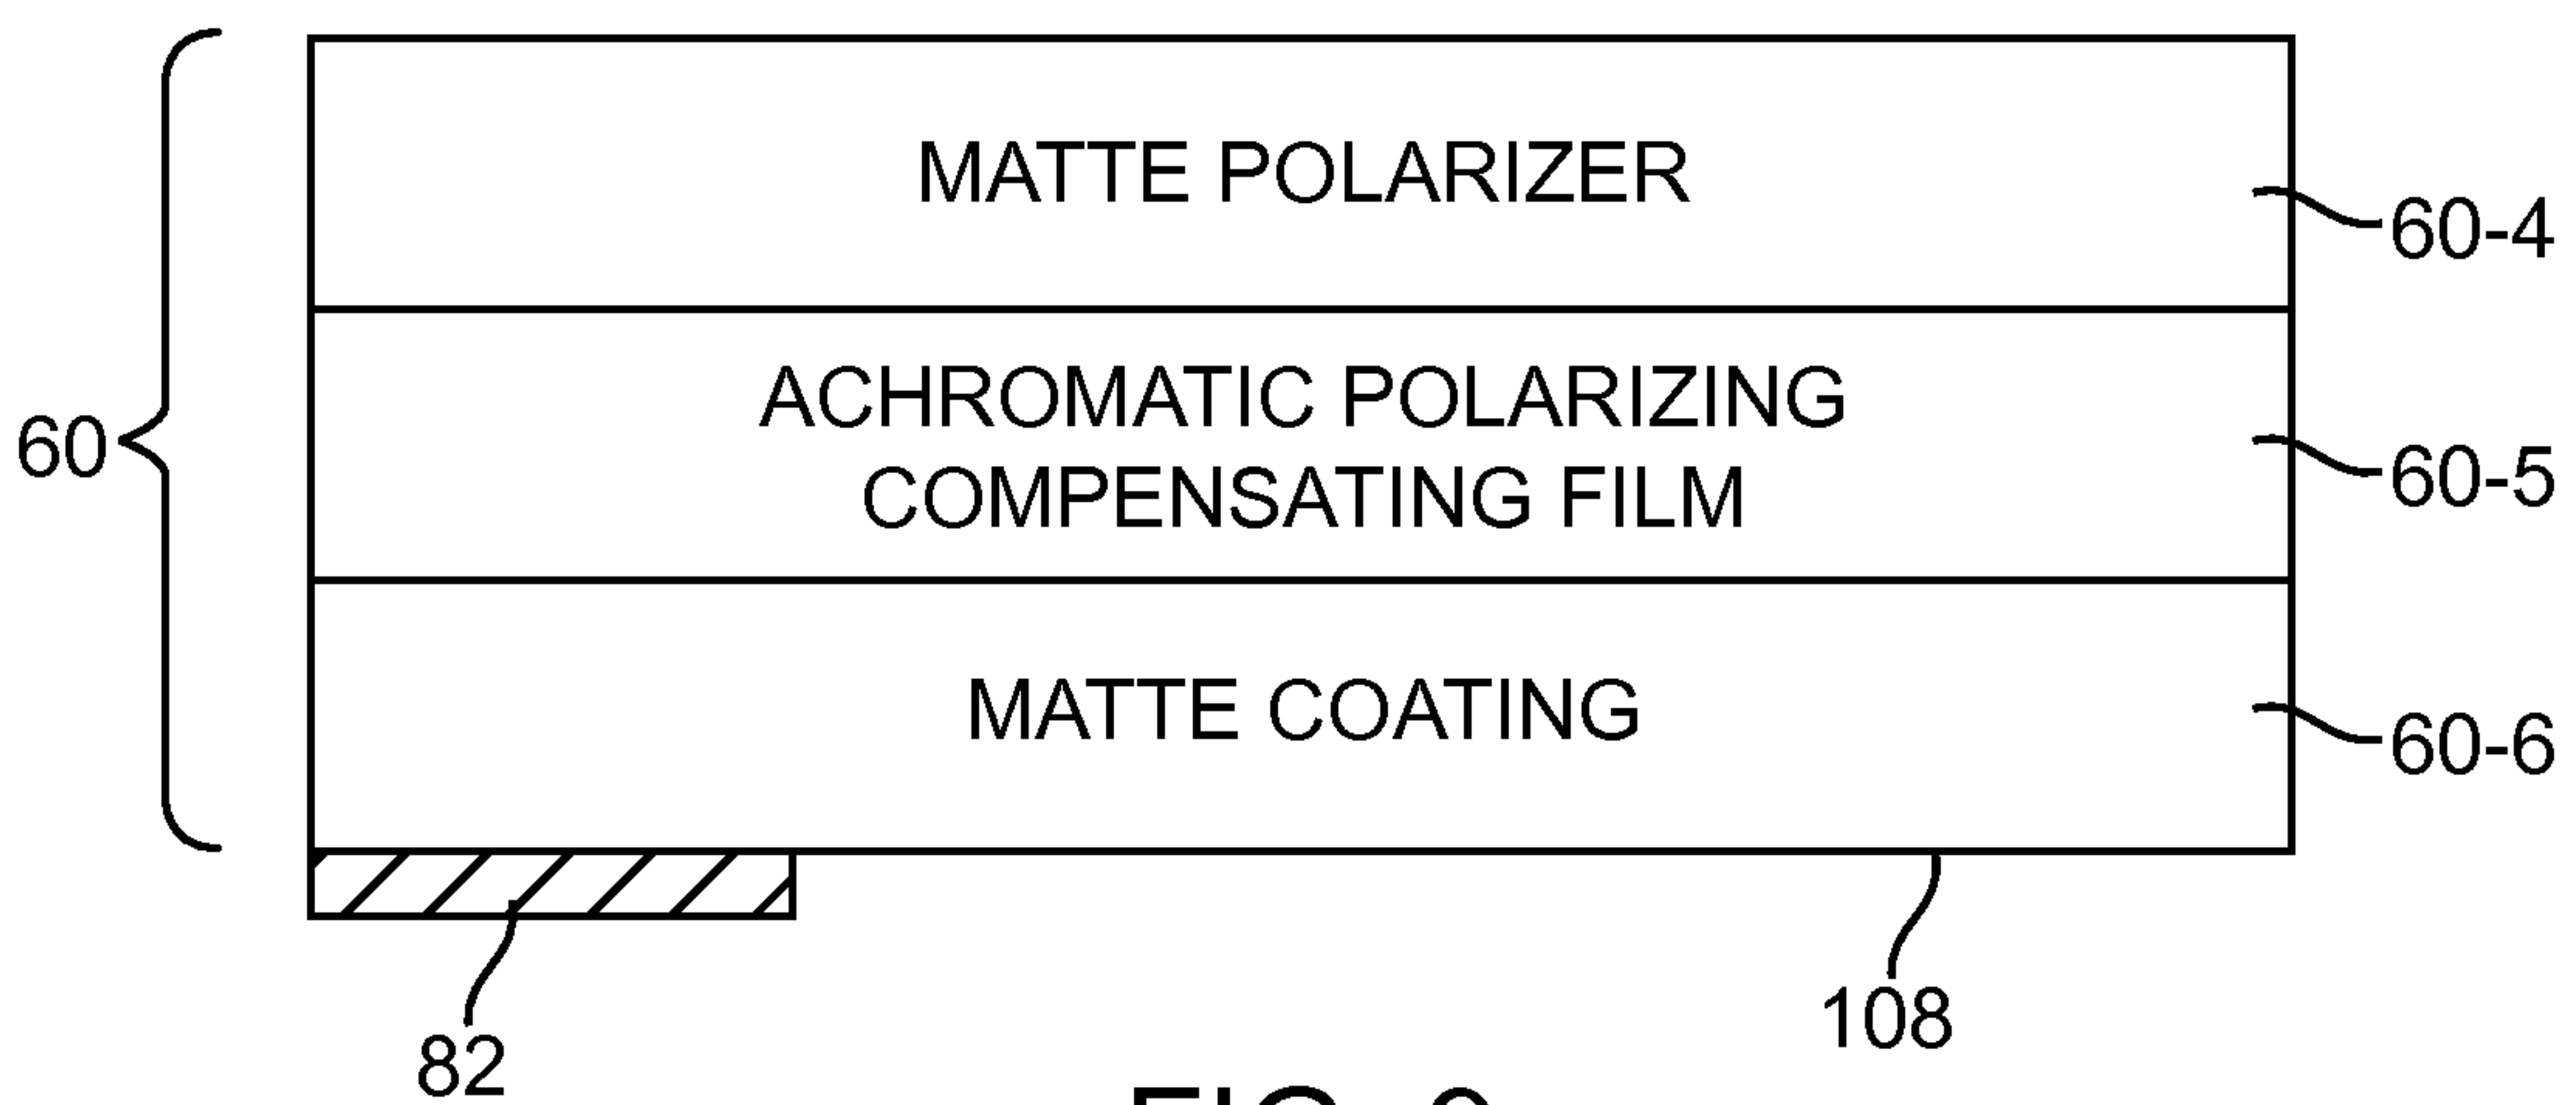 MATTE POLARIZER
60-4
ACHROMATIC POLARIZING
COMPENSATING FILM
60
60-5
MATTE COATING
60-6
108
82